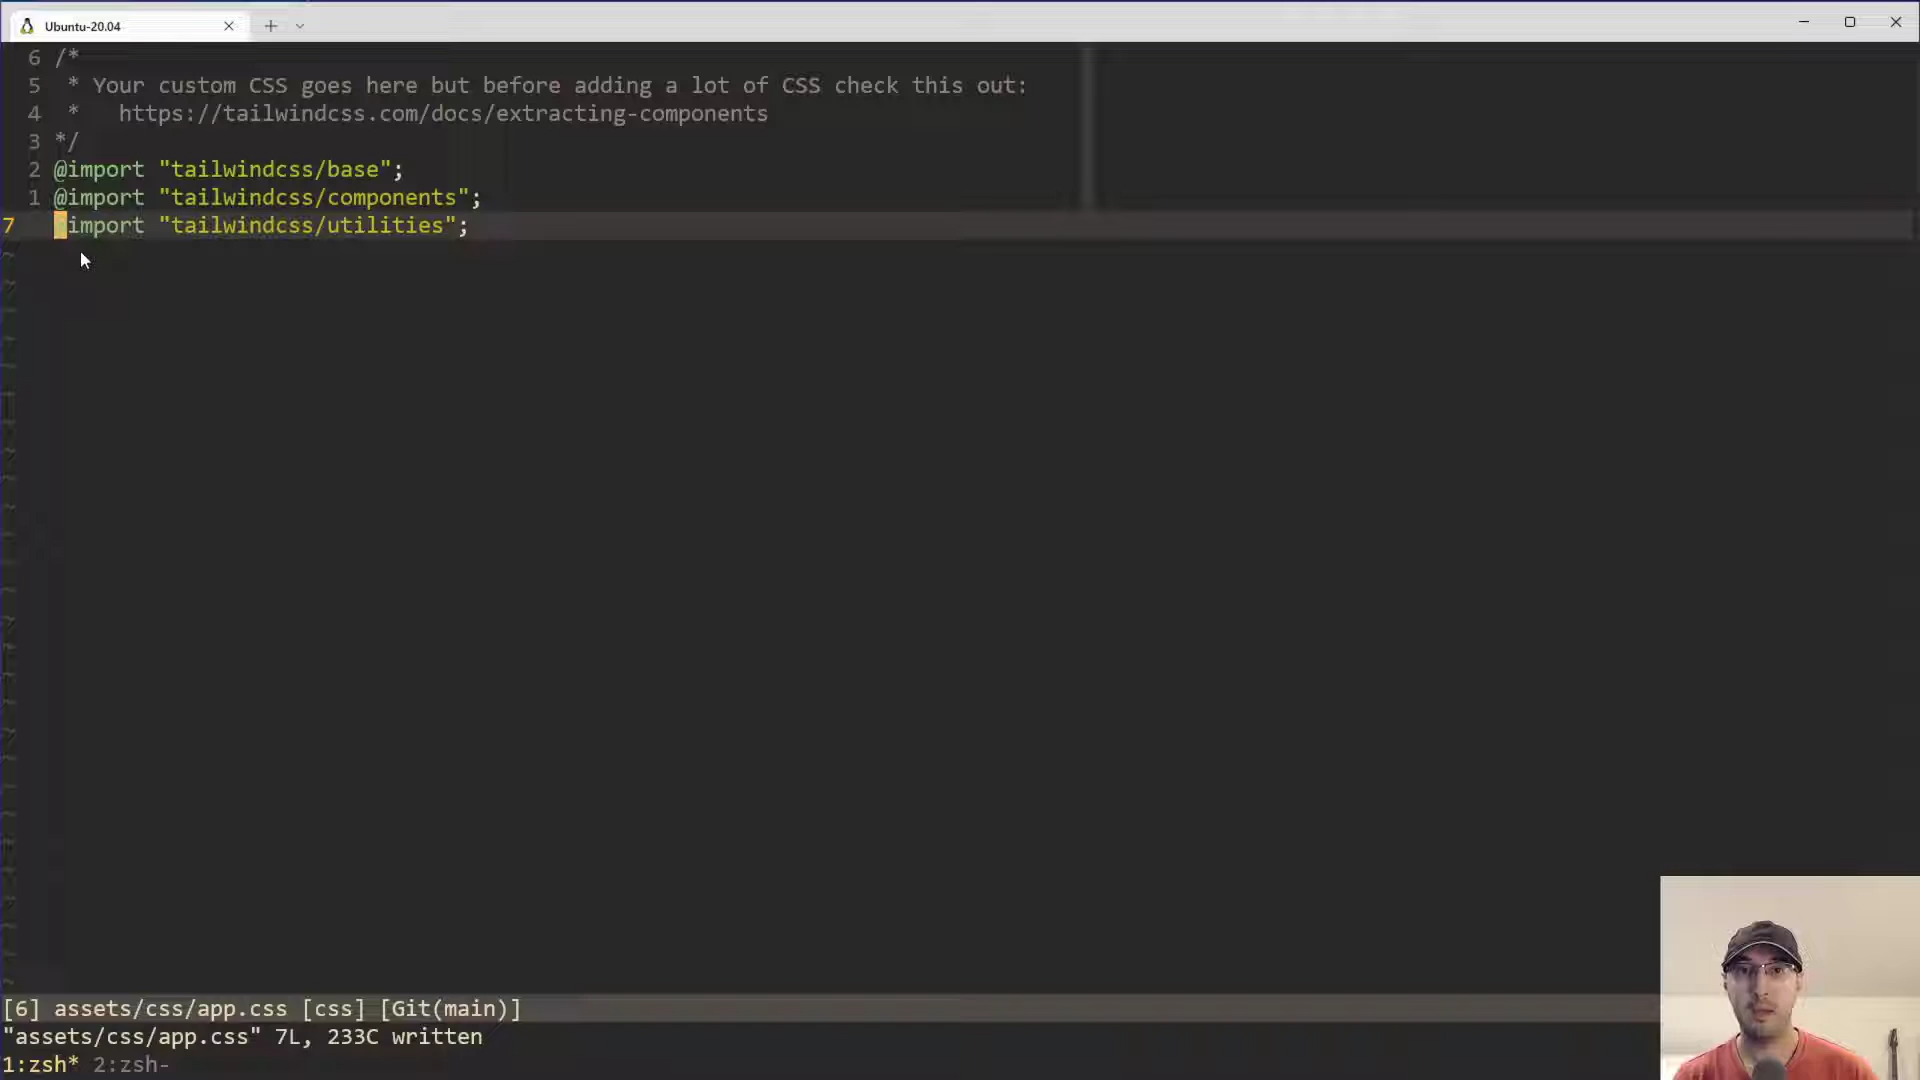 Ubuntu-20.04
6 /*
5  * Your custom CSS goes here but before adding a lot of CSS check this out:
4  *   https://tailwindcss.com/docs/extracting-components
3 */
2 @import "tailwindcss/base";
1 @import "tailwindcss/components";
7 @import "tailwindcss/utilities";
[6] assets/css/app.css [css] [Git(main)]
"assets/css/app.css" 7L, 233C written
1:zsh* 2:zsh-